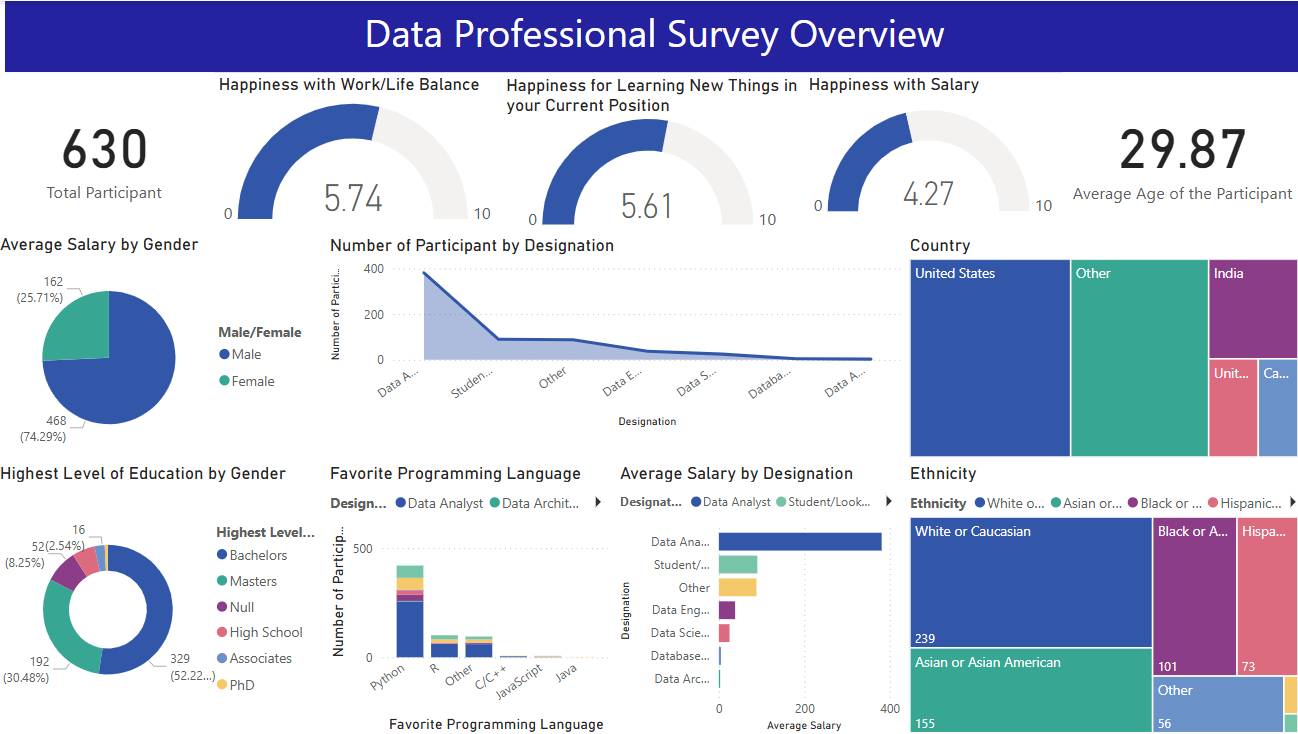 Data Professional Survey Overview
630
Total Participant
Happiness with Work/Life Balance
5.74
0
10
Happiness for Learning New Things in
your Current Position
5.61
0
10
Happiness with Salary
4.27
0
10
29.87
Average Age of the Participant
Average Salary by Gender
162
(25.71%)
468
(74.29%)
Male/Female
Male
Female
Number of Participant by Designation
Number of Partici...
400
200
0
Data A...
Studen...
Other
Data E...
Data S...
Databa...
Data A...
Designation
Country
United States
Other
India
Unit...
Ca...
Highest Level of Education by Gender
16
(2.54%)
52
(8.25%)
192
(30.48%)
329
(52.22...)
Highest Level...
Bachelors
Masters
Null
High School
Associates
PhD
Favorite Programming Language
Design...
Data Analyst
Data Archit...
Number of Particip...
500
0
Python
R
Other
C/C++
JavaScript
Java
Favorite Programming Language
Average Salary by Designation
Designat...
Data Analyst
Student/Look...
Designation
Data Ana...
Student/...
Other
Data Eng...
Data Scie...
Database...
Data Arc...
0
200
400
Average Salary
Ethnicity
Ethnicity
White o...
Asian or...
Black or ...
Hispanic...
White or Caucasian
239
Black or A...
101
Hispa...
73
Asian or Asian American
155
Other
56